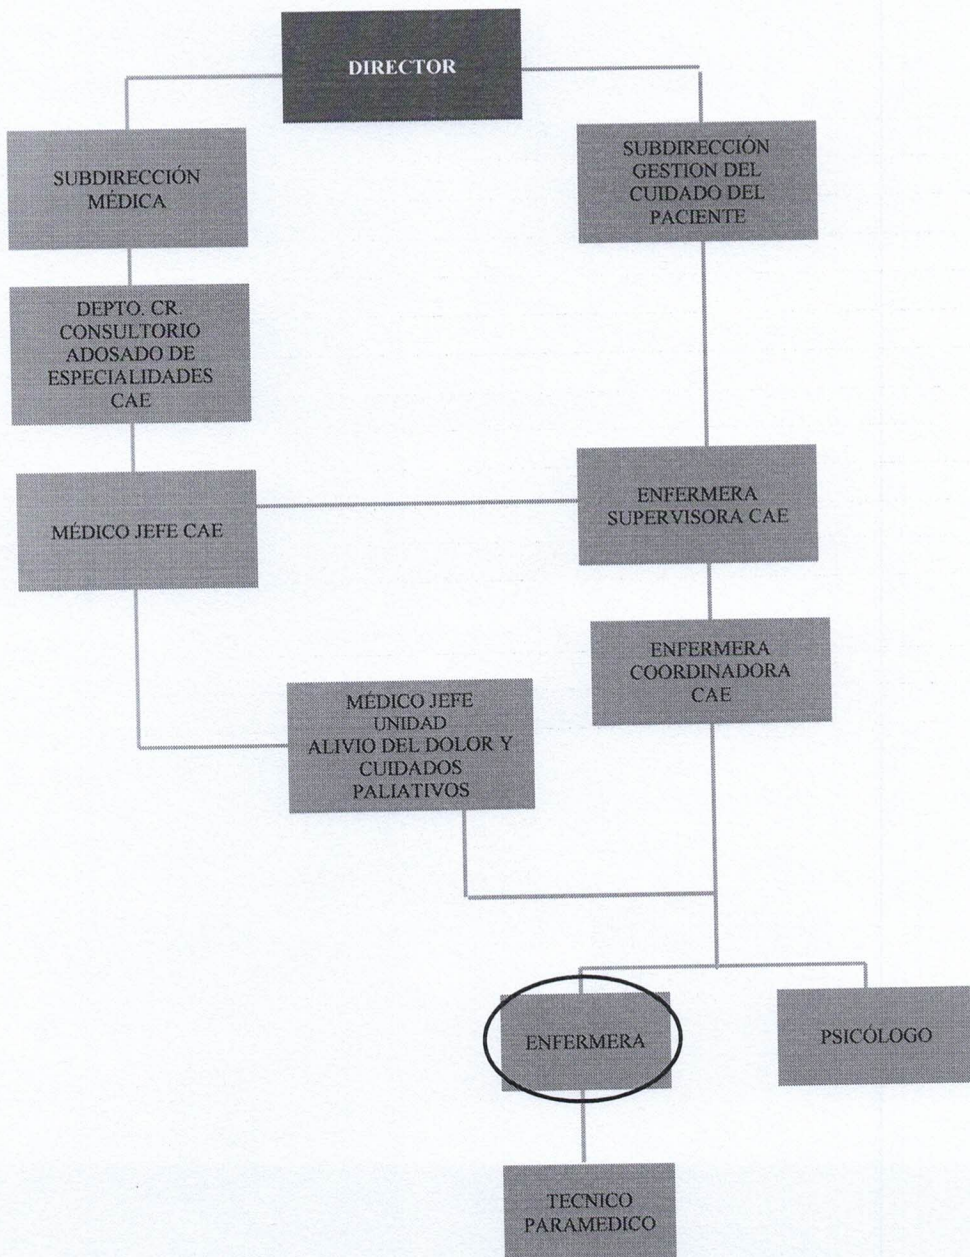 DIRECTOR
SUBDIRECCIÓN
MÉDICA
SUBDIRECCIÓN
GESTION DEL
CUIDADO DEL
PACIENTE
DEPTO. CR.
CONSULTORIO
ADOSADO DE
ESPECIALIDADES
CAE
MÉDICO JEFE CAE
ENFERMERA
SUPERVISORA CAE
ENFERMERA
COORDINADORA
CAE
MÉDICO JEFE
UNIDAD
ALIVIO DEL DOLOR Y
CUIDADOS
PALIATIVOS
ENFERMERA
PSICÓLOGO
TECNICO
PARAMEDICO